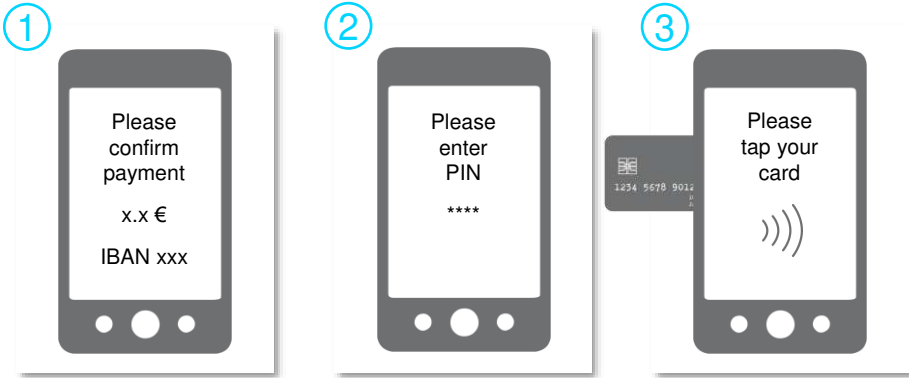 1
Please
confirm
payment
x.x €
IBAN xxx
2
Please
enter
PIN
****
3
Please
tap your
card
1234 5678 9012